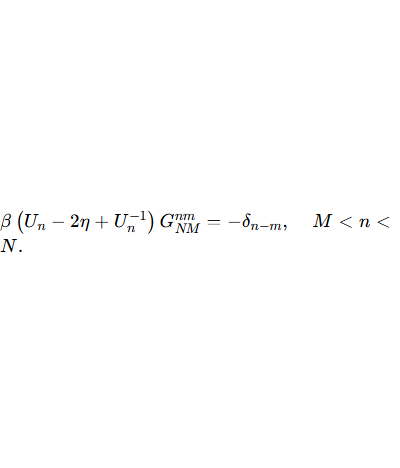 β (U_n − 2η + U_n^{−1}) G_{NM}^{nm} = −δ_{n−m},  M < n <
N.